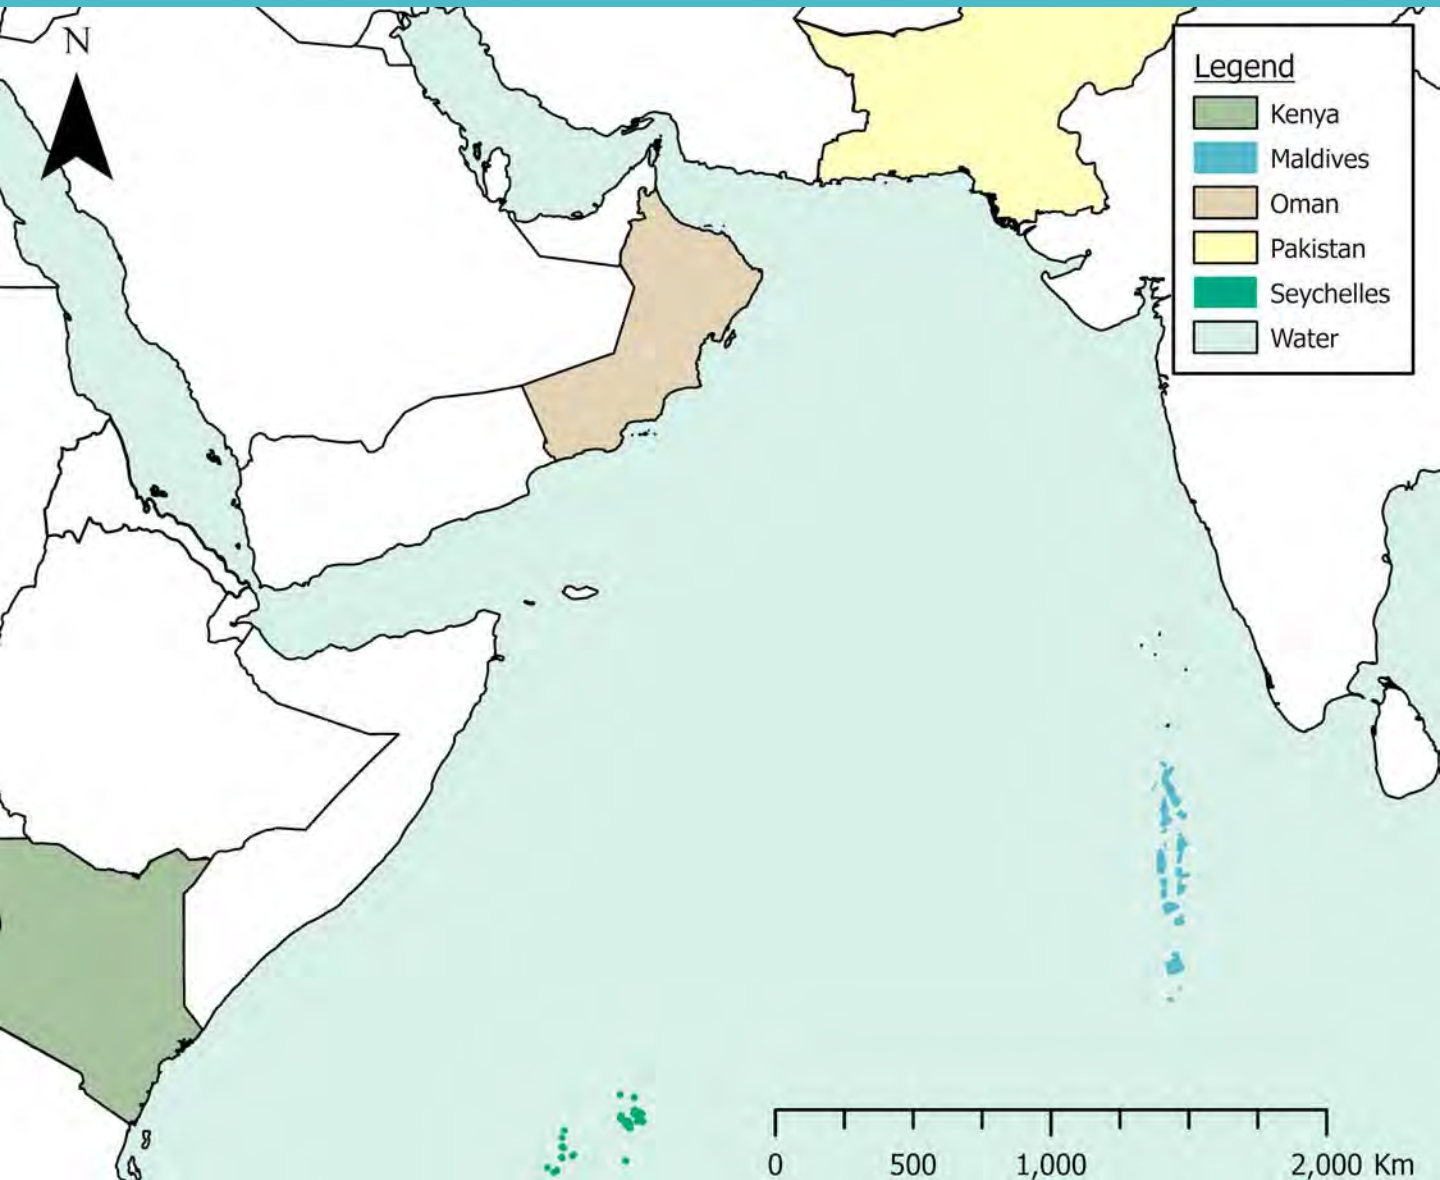 N
Legend
Kenya
Maldives
Oman
Pakistan
Seychelles
Water
0 500 1,000 2,000 Km